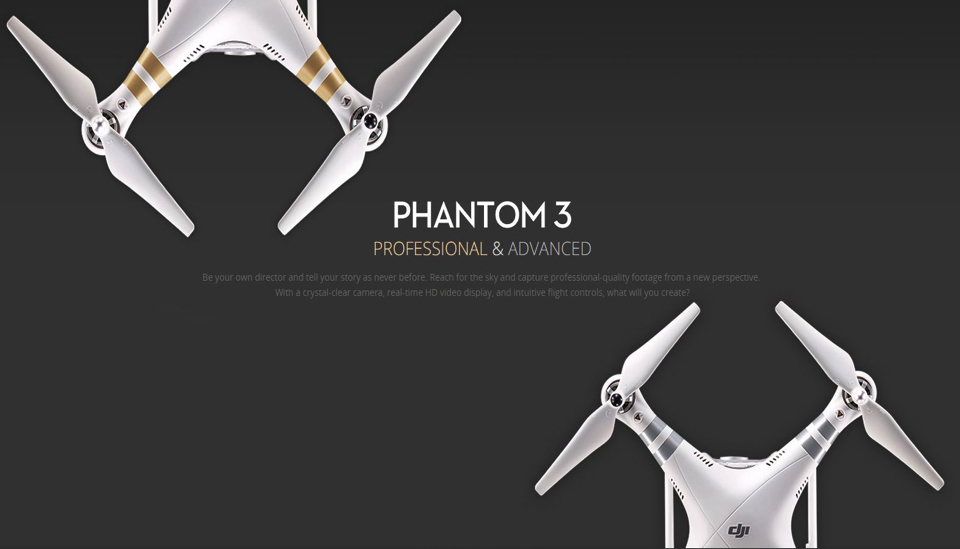 PHANTOM 3
PROFESSIONAL & ADVANCED
Be your own director and tell your story as never before. Reach for the sky and capture professional-quality footage from a new perspective.
With a crystal-clear camera, real-time HD video display, and intuitive flight controls, what will you create?
dji